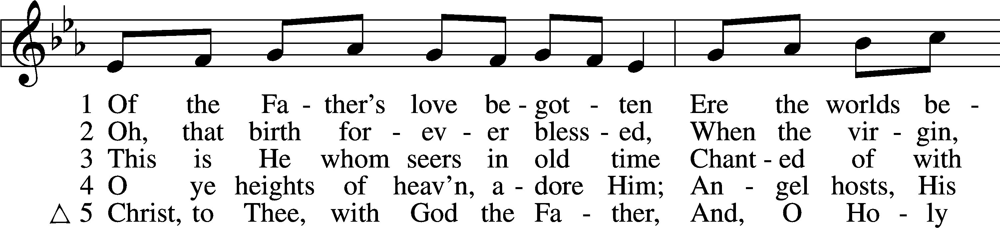 1 Of the Fa - ther's love be - got - ten Ere the worlds be -
2 Oh, that birth for - ev - er bless - ed, When the vir - gin,
3 This is He whom seers in old time Chant - ed of with
4 O ye heights of heav'n, a - dore Him; An - gel hosts, His
△ 5 Christ, to Thee, with God the Fa - ther, And, O Ho - ly